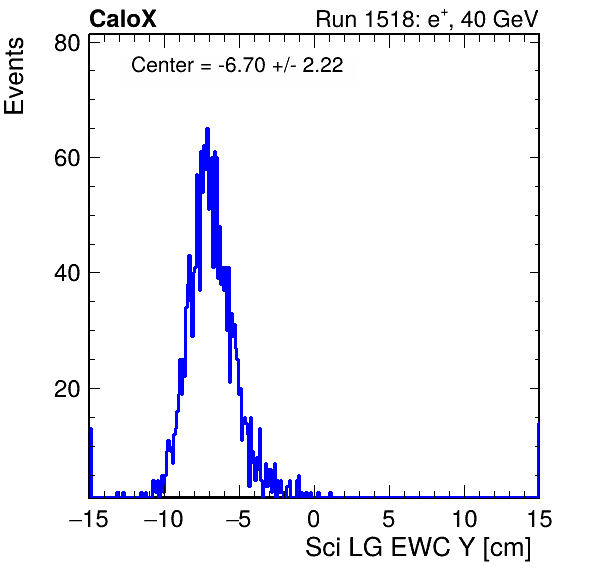 CaloX
Run 1518: e+, 40 GeV
Events
Center = -6.70 +/- 2.22
80
60
40
20
−15 −10 −5 0 5 10 15
Sci LG EWC Y [cm]